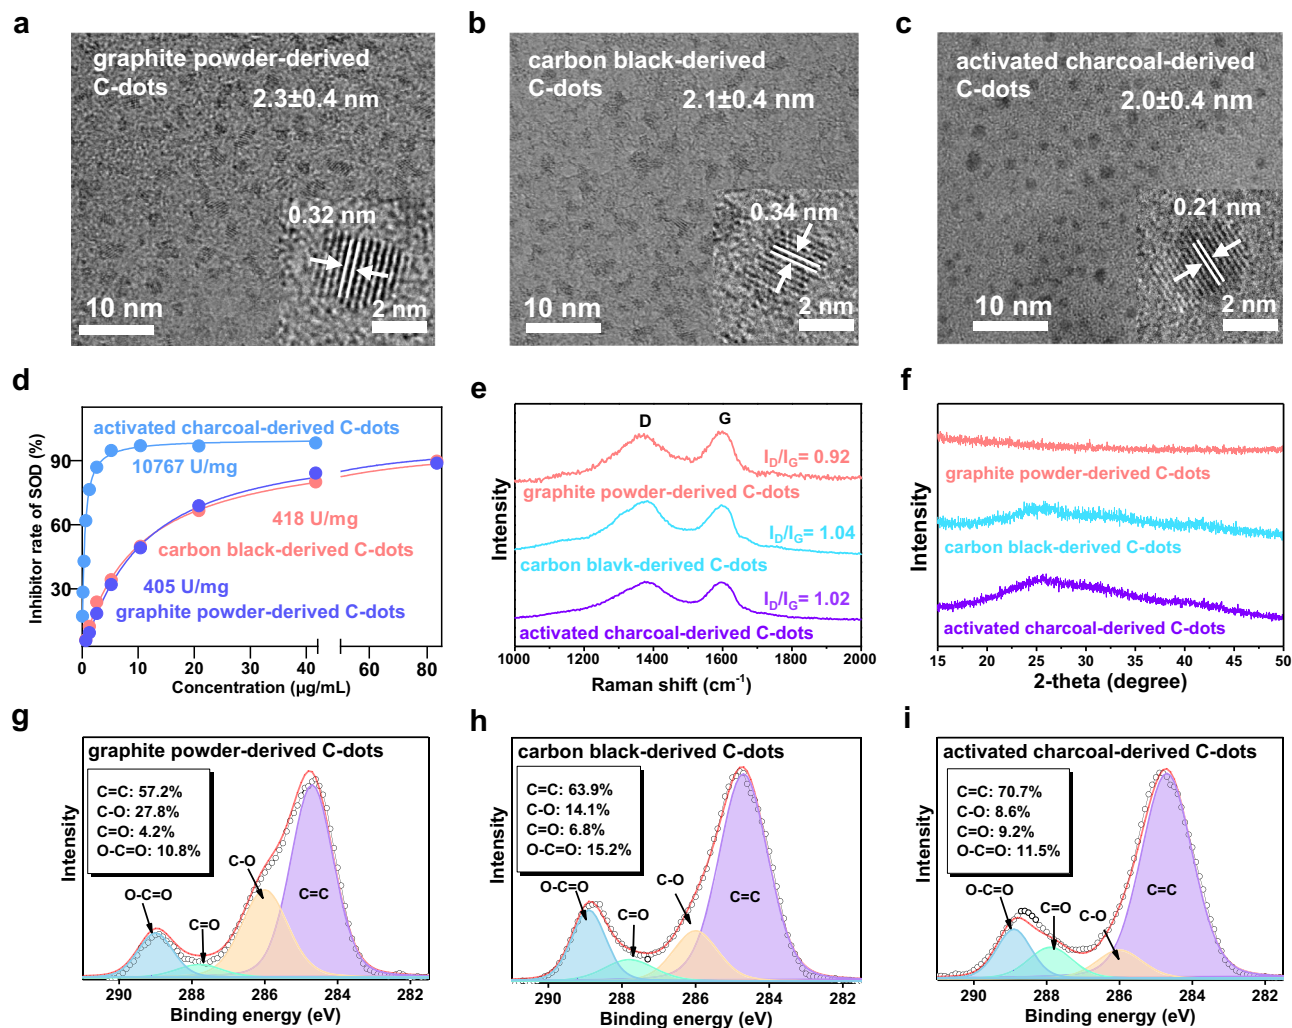 a
graphite powder-derived
C-dots
2.3±0.4 nm
0.32 nm
10 nm
2 nm
b
carbon black-derived
C-dots
2.1±0.4 nm
0.34 nm
10 nm
2 nm
c
activated charcoal-derived
C-dots
2.0±0.4 nm
0.21 nm
10 nm
2 nm
d
Inhibitor rate of SOD (%)
90
60
30
activated charcoal-derived C-dots
10767 U/mg
418 U/mg
carbon black-derived C-dots
405 U/mg
graphite powder-derived C-dots
0 10 20 30 40 60 80
Concentration (μg/mL)
e
Intensity
D G
I_D/I_G= 0.92
graphite powder-derived C-dots
I_D/I_G= 1.04
carbon blavk-derived C-dots
I_D/I_G= 1.02
activated charcoal-derived C-dots
1000 1200 1400 1600 1800 2000
Raman shift (cm⁻¹)
f
Intensity
graphite powder-derived C-dots
carbon black-derived C-dots
activated charcoal-derived C-dots
15 20 25 30 35 40 45 50
2-theta (degree)
g
graphite powder-derived C-dots
C=C: 57.2%
C-O: 27.8%
C=O: 4.2%
O-C=O: 10.8%
Intensity
O-C=O
C=O
C-O
C=C
290 288 286 284 282
Binding energy (eV)
h
carbon black-derived C-dots
C=C: 63.9%
C-O: 14.1%
C=O: 6.8%
O-C=O: 15.2%
Intensity
O-C=O
C=O
C-O
C=C
290 288 286 284 282
Binding energy (eV)
i
activated charcoal-derived C-dots
C=C: 70.7%
C-O: 8.6%
C=O: 9.2%
O-C=O: 11.5%
Intensity
O-C=O
C=O
C-O
C=C
290 288 286 284 282
Binding energy (eV)